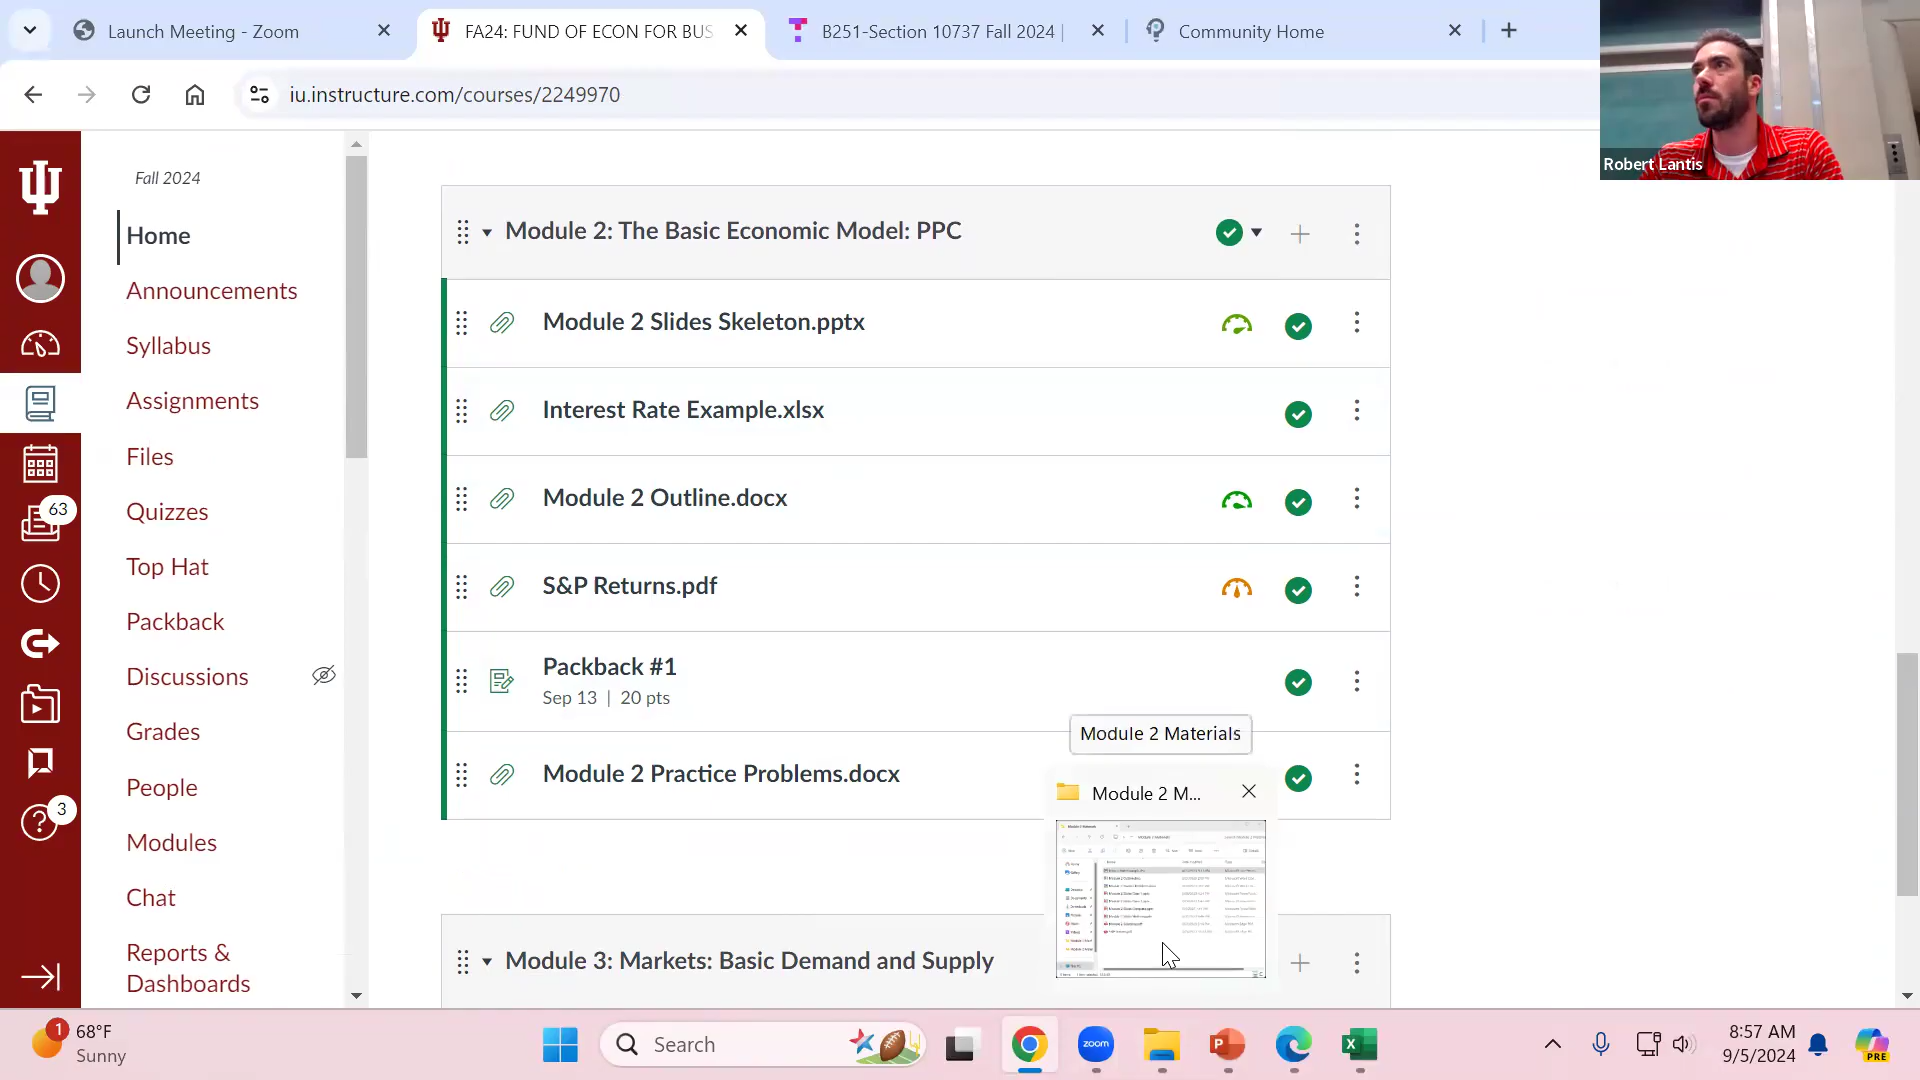 Launch Meeting - Zoom
FA24: FUND OF ECON FOR BUS
B251-Section 10737 Fall 2024 |
Community Home
iu.instructure.com/courses/2249970
Robert Lantis
Fall 2024
Home
Announcements
Syllabus
Assignments
Files
Quizzes
Top Hat
Packback
Discussions
Grades
People
Modules
Chat
Reports &
Dashboards
63
3
Module 2: The Basic Economic Model: PPC
Module 2 Slides Skeleton.pptx
Interest Rate Example.xlsx
Module 2 Outline.docx
S&P Returns.pdf
Packback #1
Sep 13 | 20 pts
Module 2 Materials
Module 2 Practice Problems.docx
Module 2 M...
Module 3: Markets: Basic Demand and Supply
1
68°F
Sunny
Search
zoom
8:57 AM
9/5/2024
PRE